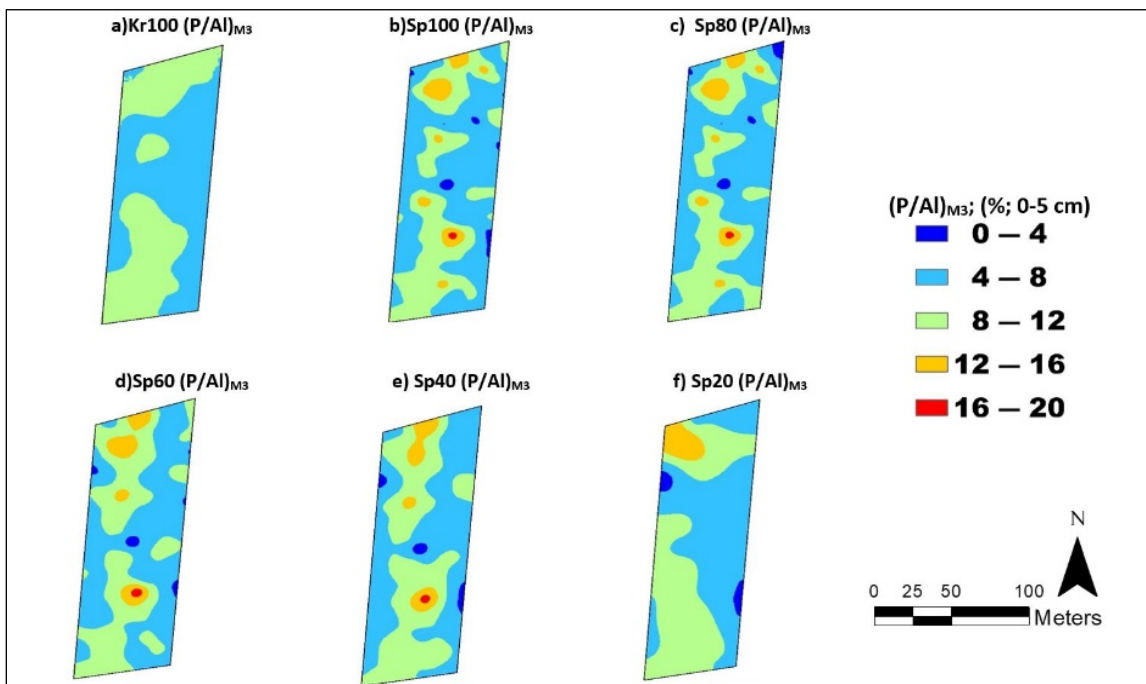 a)Kr100 (P/Al)M3
b)Sp100 (P/Al)M3
c) Sp80 (P/Al)M3
(P/Al)M3; (%; 0-5 cm)
0 — 4
4 — 8
8 — 12
12 — 16
16 — 20
d)Sp60 (P/Al)M3
e) Sp40 (P/Al)M3
f) Sp20 (P/Al)M3
N
0 25 50 100
Meters